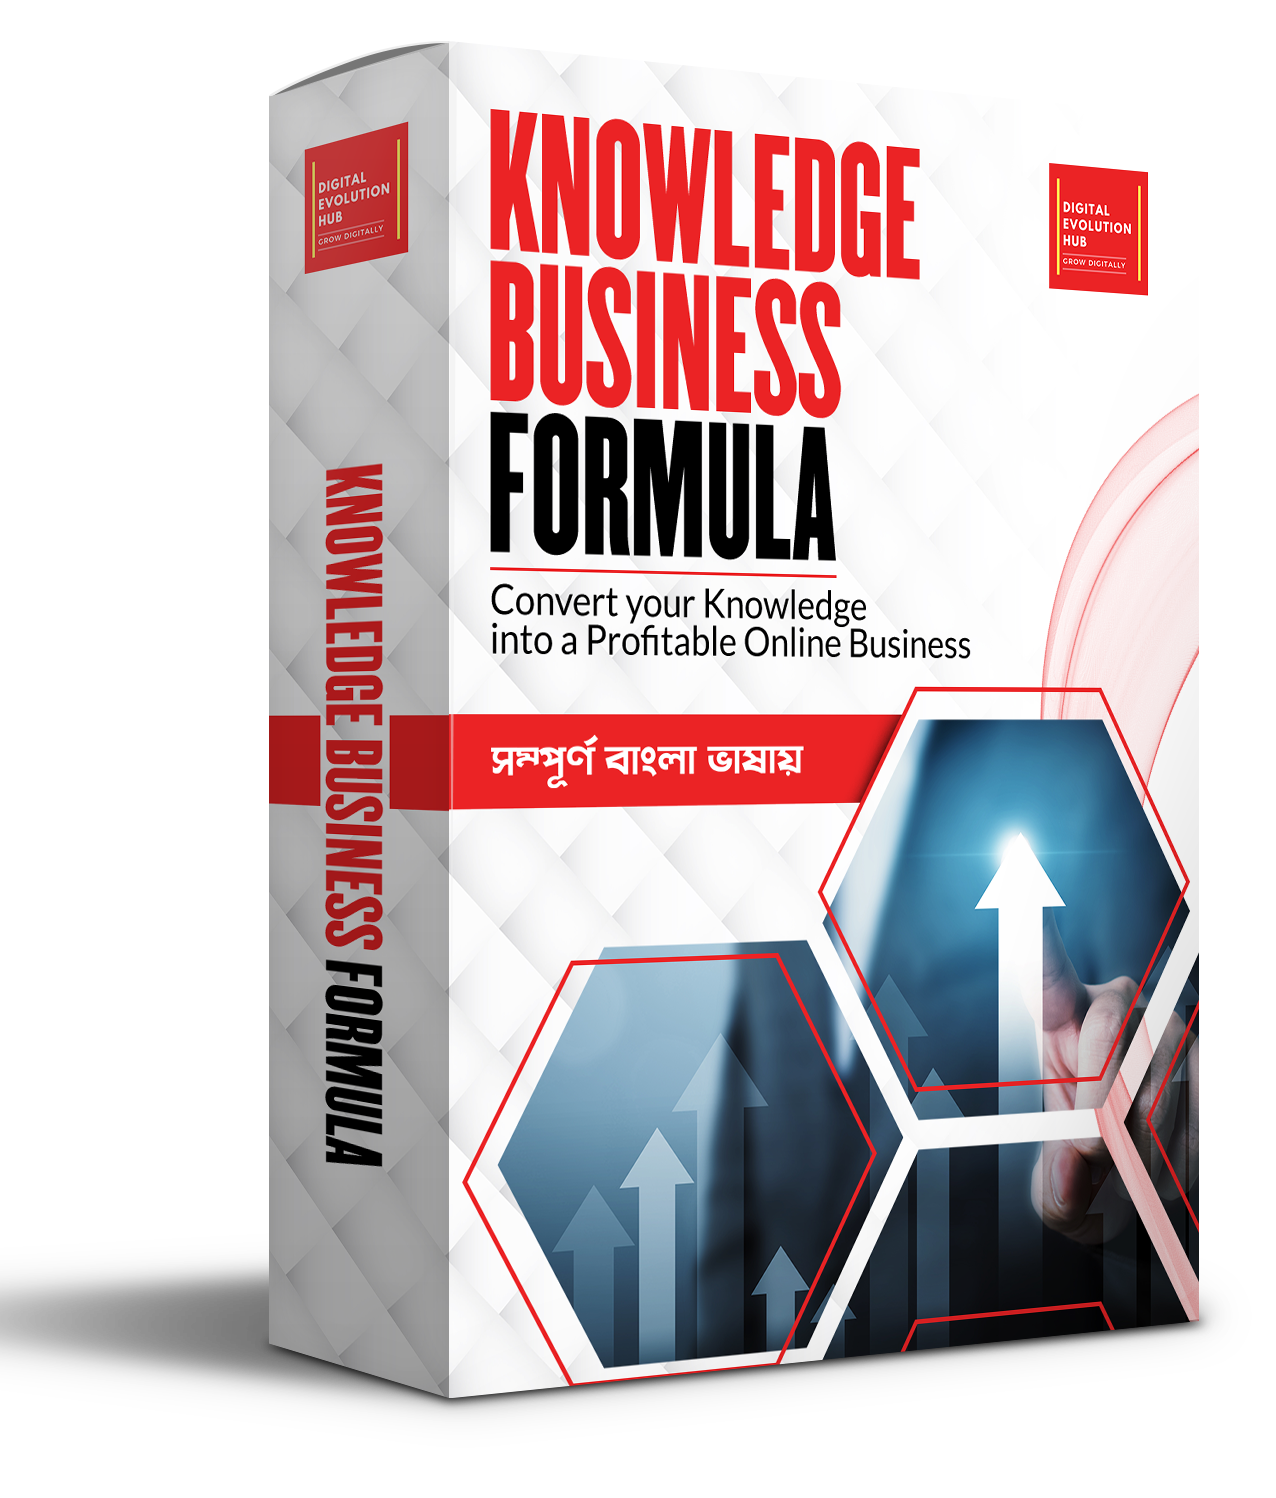 DIGITAL
EVOLUTION
HUB
GROW DIGITALLY
KNOWLEDGE BUSINESS FORMULA
KNOWLEDGE
BUSINESS
FORMULA
Convert your Knowledge
into a Profitable Online Business
সম্পূর্ণ বাংলা ভাষায়
DIGITAL
EVOLUTION
HUB
GROW DIGITALLY